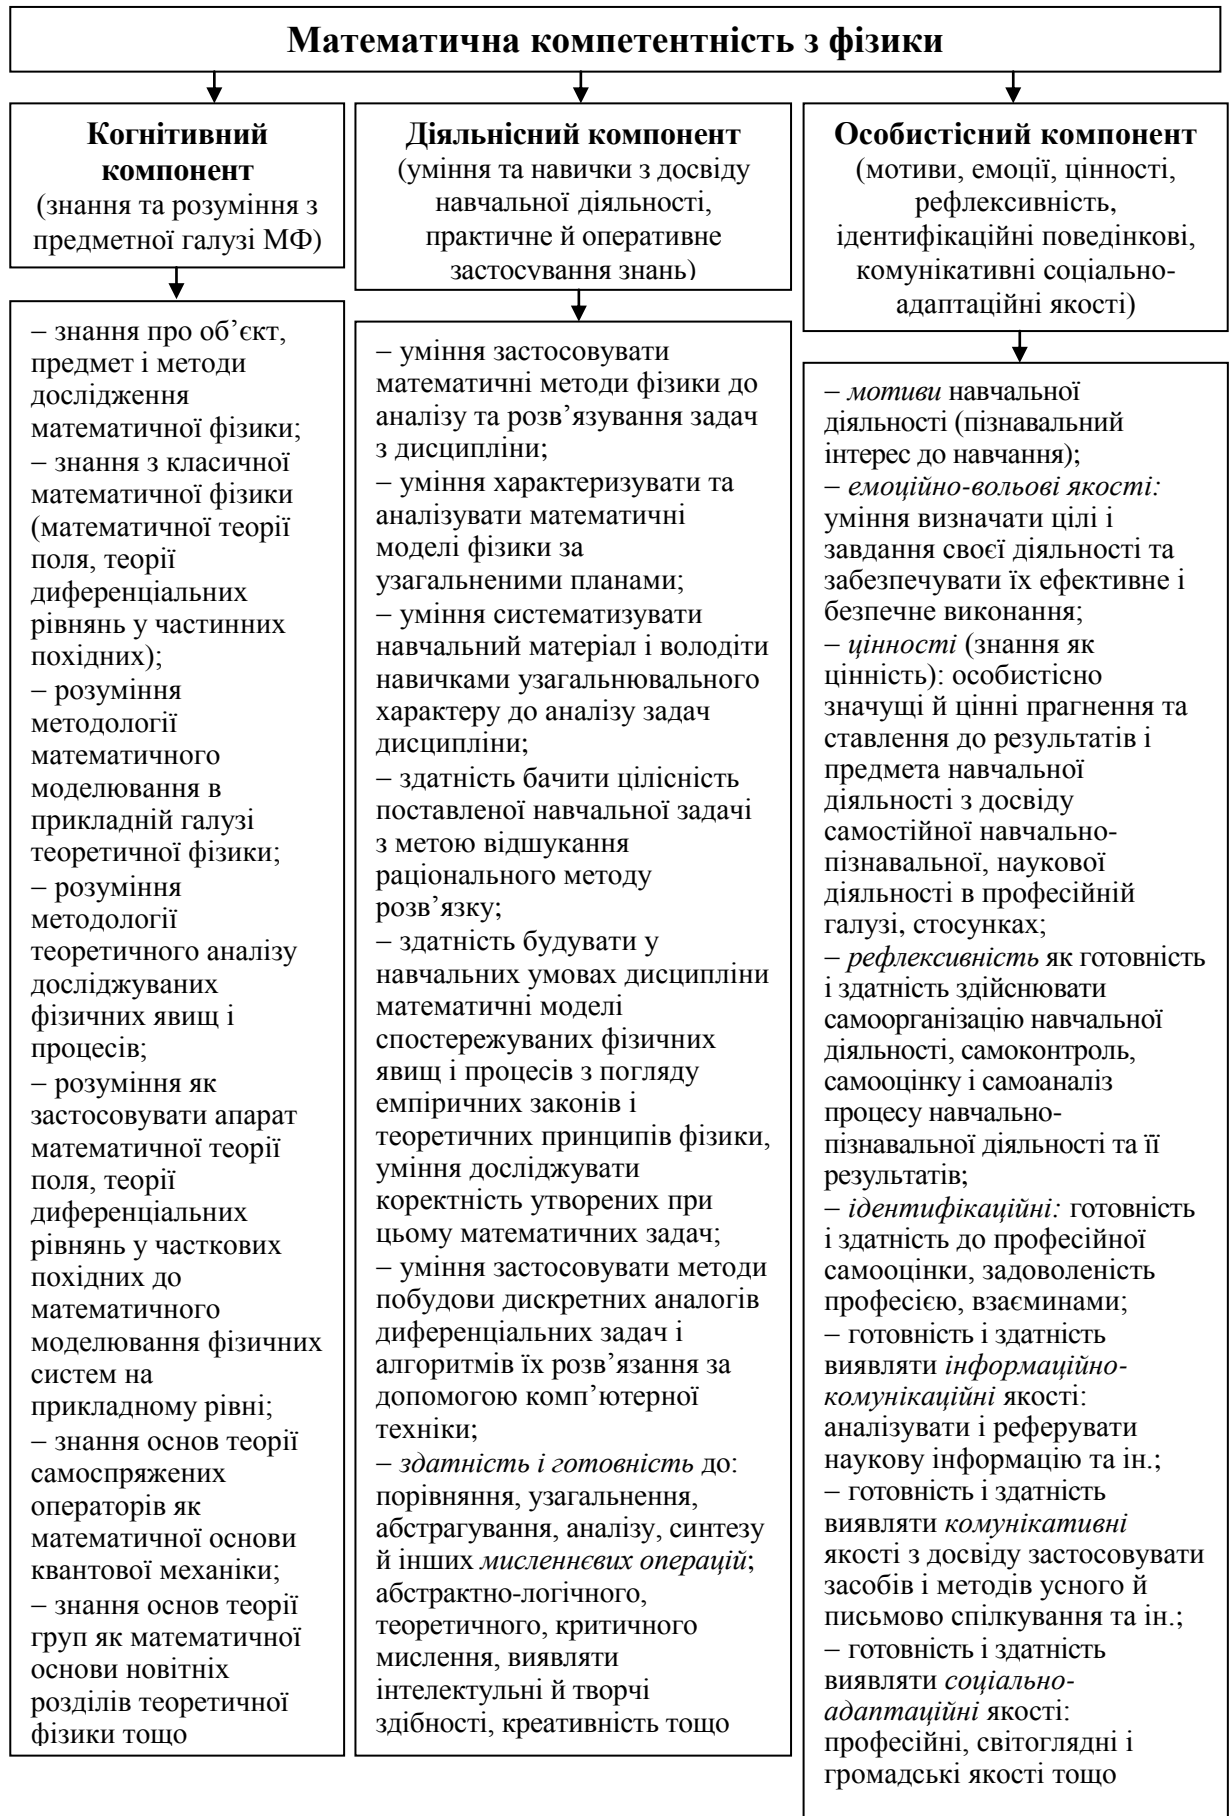 Математична компетентність з фізики
Когнітивний
компонент
(знання та розуміння з
предметної галузі МФ)
Діяльнісний компонент
(уміння та навички з досвіду
навчальної діяльності,
практичне й оперативне
застосування знань)
Особистісний компонент
(мотиви, емоції, цінності,
рефлексивність,
ідентифікаційні поведінкові,
комунікативні соціально-
адаптаційні якості)
– знання про об’єкт,
предмет і методи
дослідження
математичної фізики;
– знання з класичної
математичної фізики
(математичної теорії
поля, теорії
диференціальних
рівнянь у частинних
похідних);
– розуміння
методології
математичного
моделювання в
прикладній галузі
теоретичної фізики;
– розуміння
методології
теоретичного аналізу
досліджуваних
фізичних явищ і
процесів;
– розуміння як
застосовувати апарат
математичної теорії
поля, теорії
диференціальних
рівнянь у часткових
похідних до
математичного
моделювання фізичних
систем на
прикладному рівні;
– знання основ теорії
самоспряжених
операторів як
математичної основи
квантової механіки;
– знання основ теорії
груп як математичної
основи новітніх
розділів теоретичної
фізики тощо
– уміння застосовувати
математичні методи фізики до
аналізу та розв’язування задач
з дисципліни;
– уміння характеризувати та
аналізувати математичні
моделі фізики за
узагальненими планами;
– уміння систематизувати
навчальний матеріал і володіти
навичками узагальнювального
характеру до аналізу задач
дисципліни;
– здатність бачити цілісність
поставленої навчальної задачі
з метою відшукання
раціонального методу
розв’язку;
– здатність будувати у
навчальних умовах дисципліни
математичні моделі
спостережуваних фізичних
явищ і процесів з погляду
емпіричних законів і
теоретичних принципів фізики,
уміння досліджувати
коректність утворених при
цьому математичних задач;
– уміння застосовувати методи
побудови дискретних аналогів
диференціальних задач і
алгоритмів їх розв’язання за
допомогою комп’ютерної
техніки;
– здатність і готовність до:
порівняння, узагальнення,
абстрагування, аналізу, синтезу
й інших мисленнєвих операцій;
абстрактно-логічного,
теоретичного, критичного
мислення, виявляти
інтелектульні й творчі
здібності, креативність тощо
– мотиви навчальної
діяльності (пізнавальний
інтерес до навчання);
– емоційно-вольові якості:
уміння визначати цілі і
завдання своєї діяльності та
забезпечувати їх ефективне і
безпечне виконання;
– цінності (знання як
цінність): особистісно
значущі й цінні прагнення та
ставлення до результатів і
предмета навчальної
діяльності з досвіду
самостійної навчально-
пізнавальної, наукової
діяльності в професійній
галузі, стосунках;
– рефлексивність як готовність
і здатність здійснювати
самоорганізацію навчальної
діяльності, самоконтроль,
самооцінку і самоаналіз
процесу навчально-
пізнавальної діяльності та її
результатів;
– ідентифікаційні: готовність
і здатність до професійної
самооцінки, задоволеність
професією, взаєминами;
– готовність і здатність
виявляти інформаційно-
комунікаційні якості:
аналізувати і реферувати
наукову інформацію та ін.;
– готовність і здатність
виявляти комунікативні
якості з досвіду застосовувати
засобів і методів усного й
письмово спілкування та ін.;
– готовність і здатність
виявляти соціально-
адаптаційні якості:
професійні, світоглядні і
громадські якості тощо